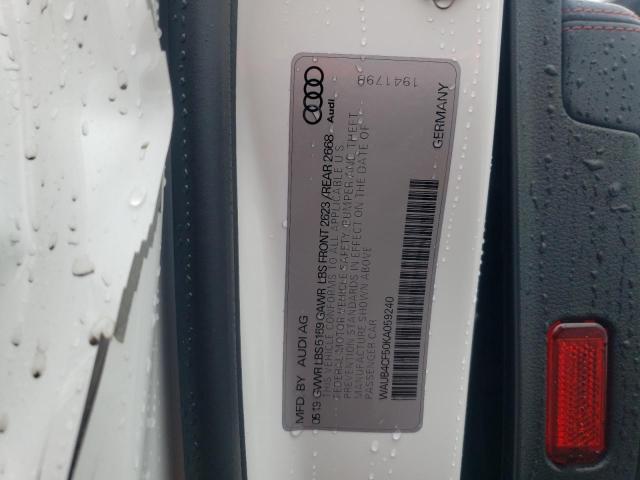 MFD. BY AUDI AG
Audi
05 19 GWWR LBS 5159 GAWR LBS FRONT 2623 / REAR 2668
THIS VEHICLE CONFORMS TO ALL APPLICABLE U.S.
FEDERAL MOTOR VEHICLE SAFETY, BUMPER AND THEFT
PREVENTION STANDARDS IN EFFECT ON THE DATE OF
MANUFACTURE SHOWN ABOVE
PASSENGER CAR
1941798
WAUB4CF50KA059240
GERMANY